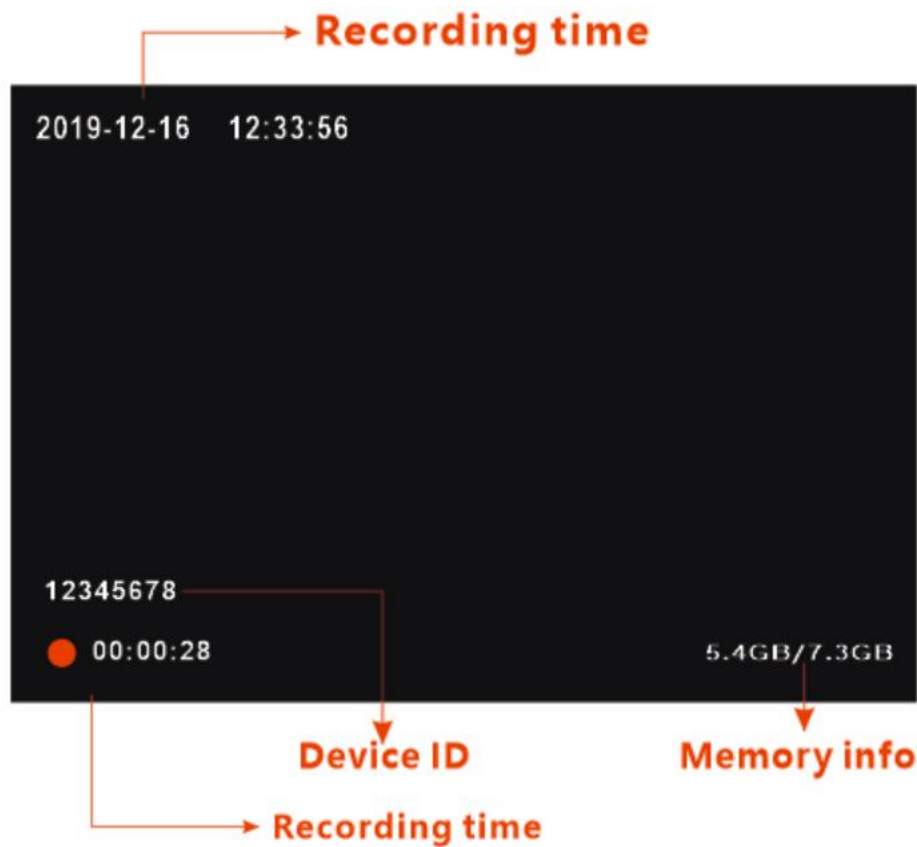 Recording time
2019-12-16 12:33:56
12345678
00:00:28
5.4GB/7.3GB
Device ID
Memory info
Recording time